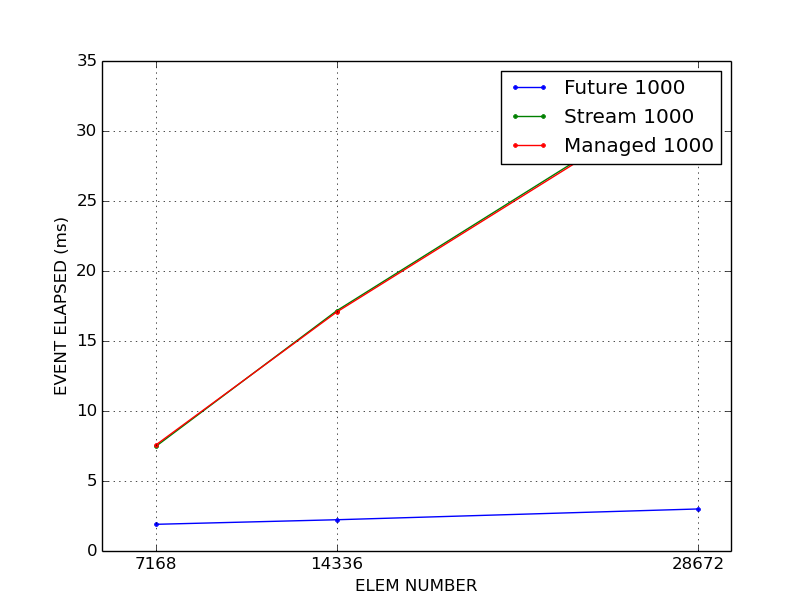 35
30
25
20
15
10
5
0
EVENT ELAPSED (ms)
Future 1000
Stream 1000
Managed 1000
7168
14336
28672
ELEM NUMBER